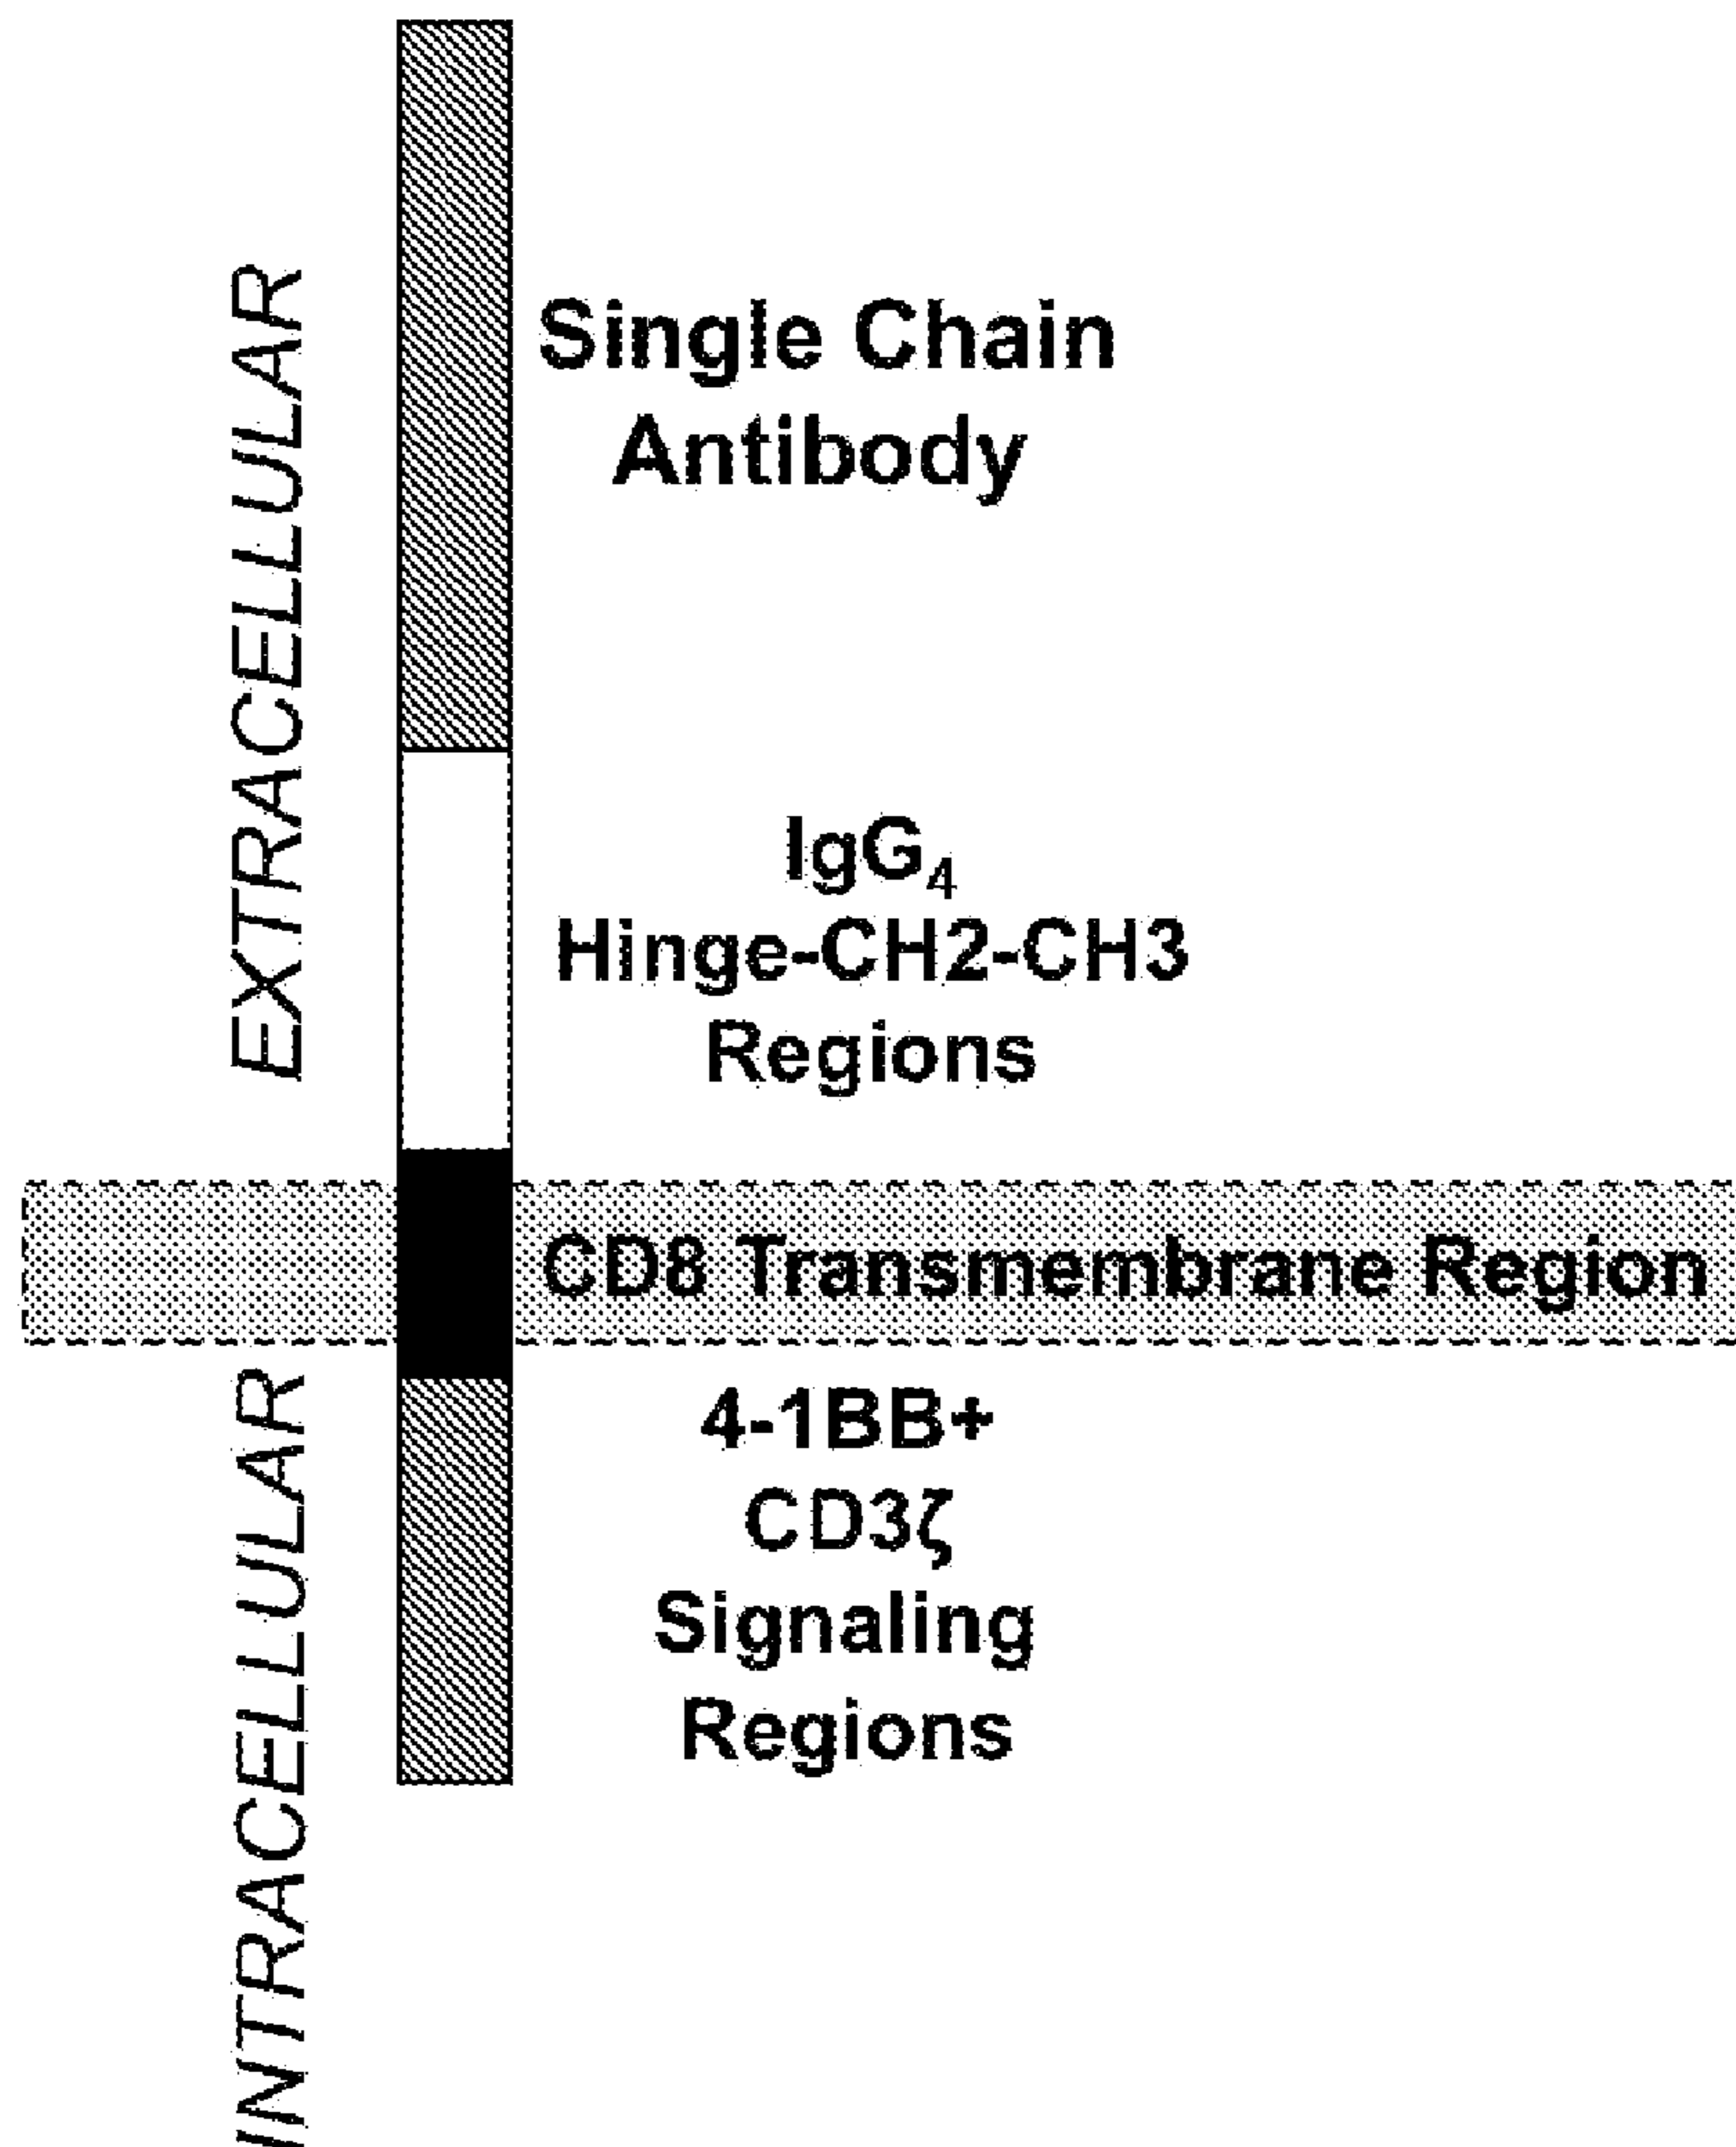 EXTRACELLULAR
Single Chain
Antibody
IgG₄
Hinge-CH2-CH3
Regions
CD8 Transmembrane Region
INTRACELLULAR
4-1BB+
CD3ζ
Signaling
Regions